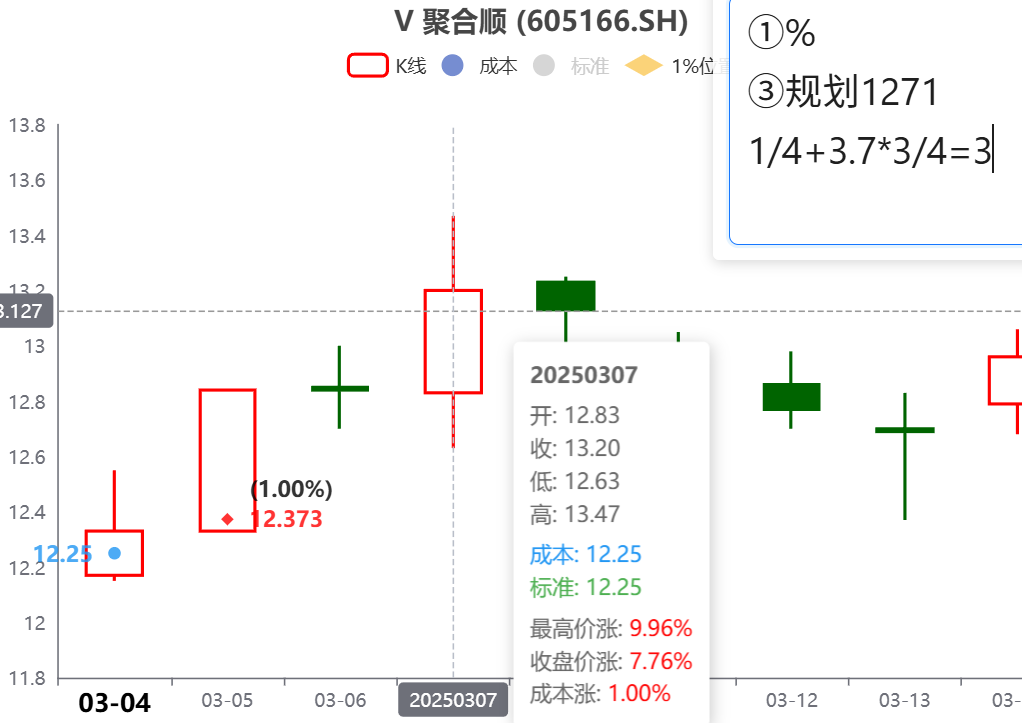 V 聚合顺 (605166.SH)
K线 成本 标准 1%位置
①%
③规划1271
1/4+3.7*3/4=3
13.8
13.6
13.4
13.2
3.127
13
12.8
12.6
12.4
12.2
12
11.8
(1.00%)
12.373
12.25
20250307
开: 12.83
收: 13.20
低: 12.63
高: 13.47
成本: 12.25
标准: 12.25
最高价涨: 9.96%
收盘价涨: 7.76%
成本涨: 1.00%
03-04 03-05 03-06 20250307 03-12 03-13 03-